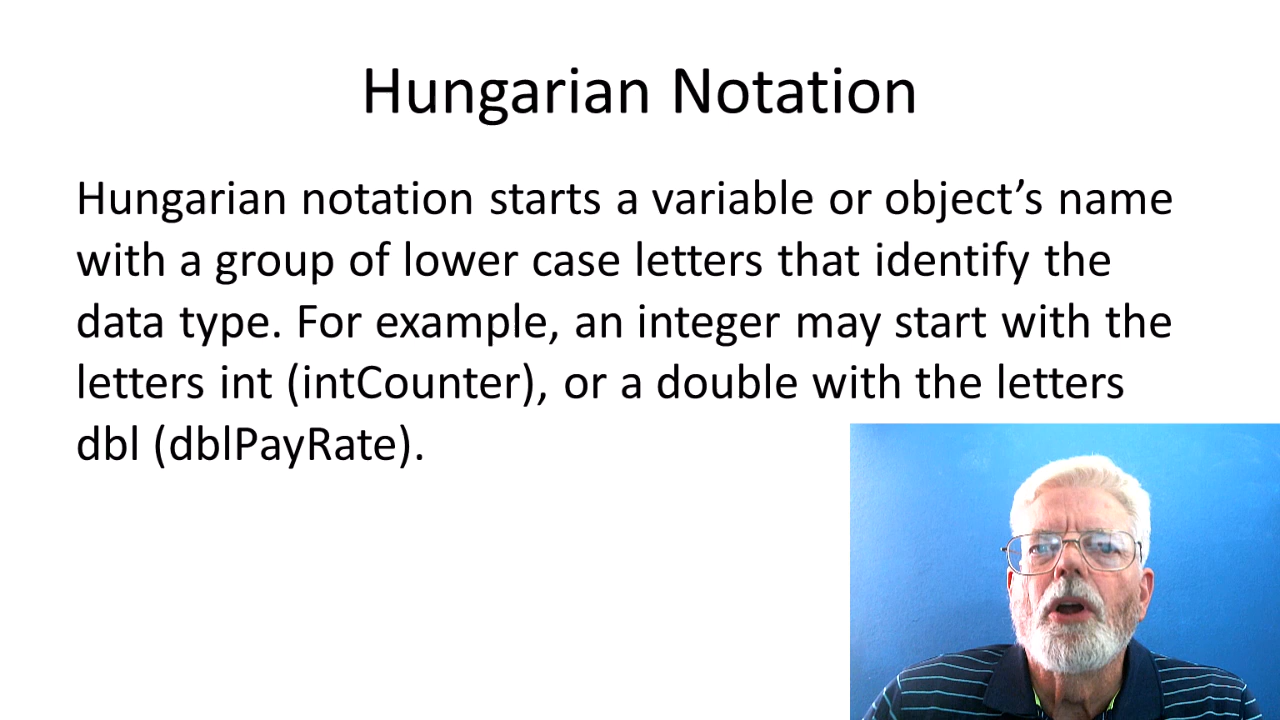 Hungarian Notation
Hungarian notation starts a variable or object’s name
with a group of lower case letters that identify the
data type. For example, an integer may start with the
letters int (intCounter), or a double with the letters
dbl (dblPayRate).